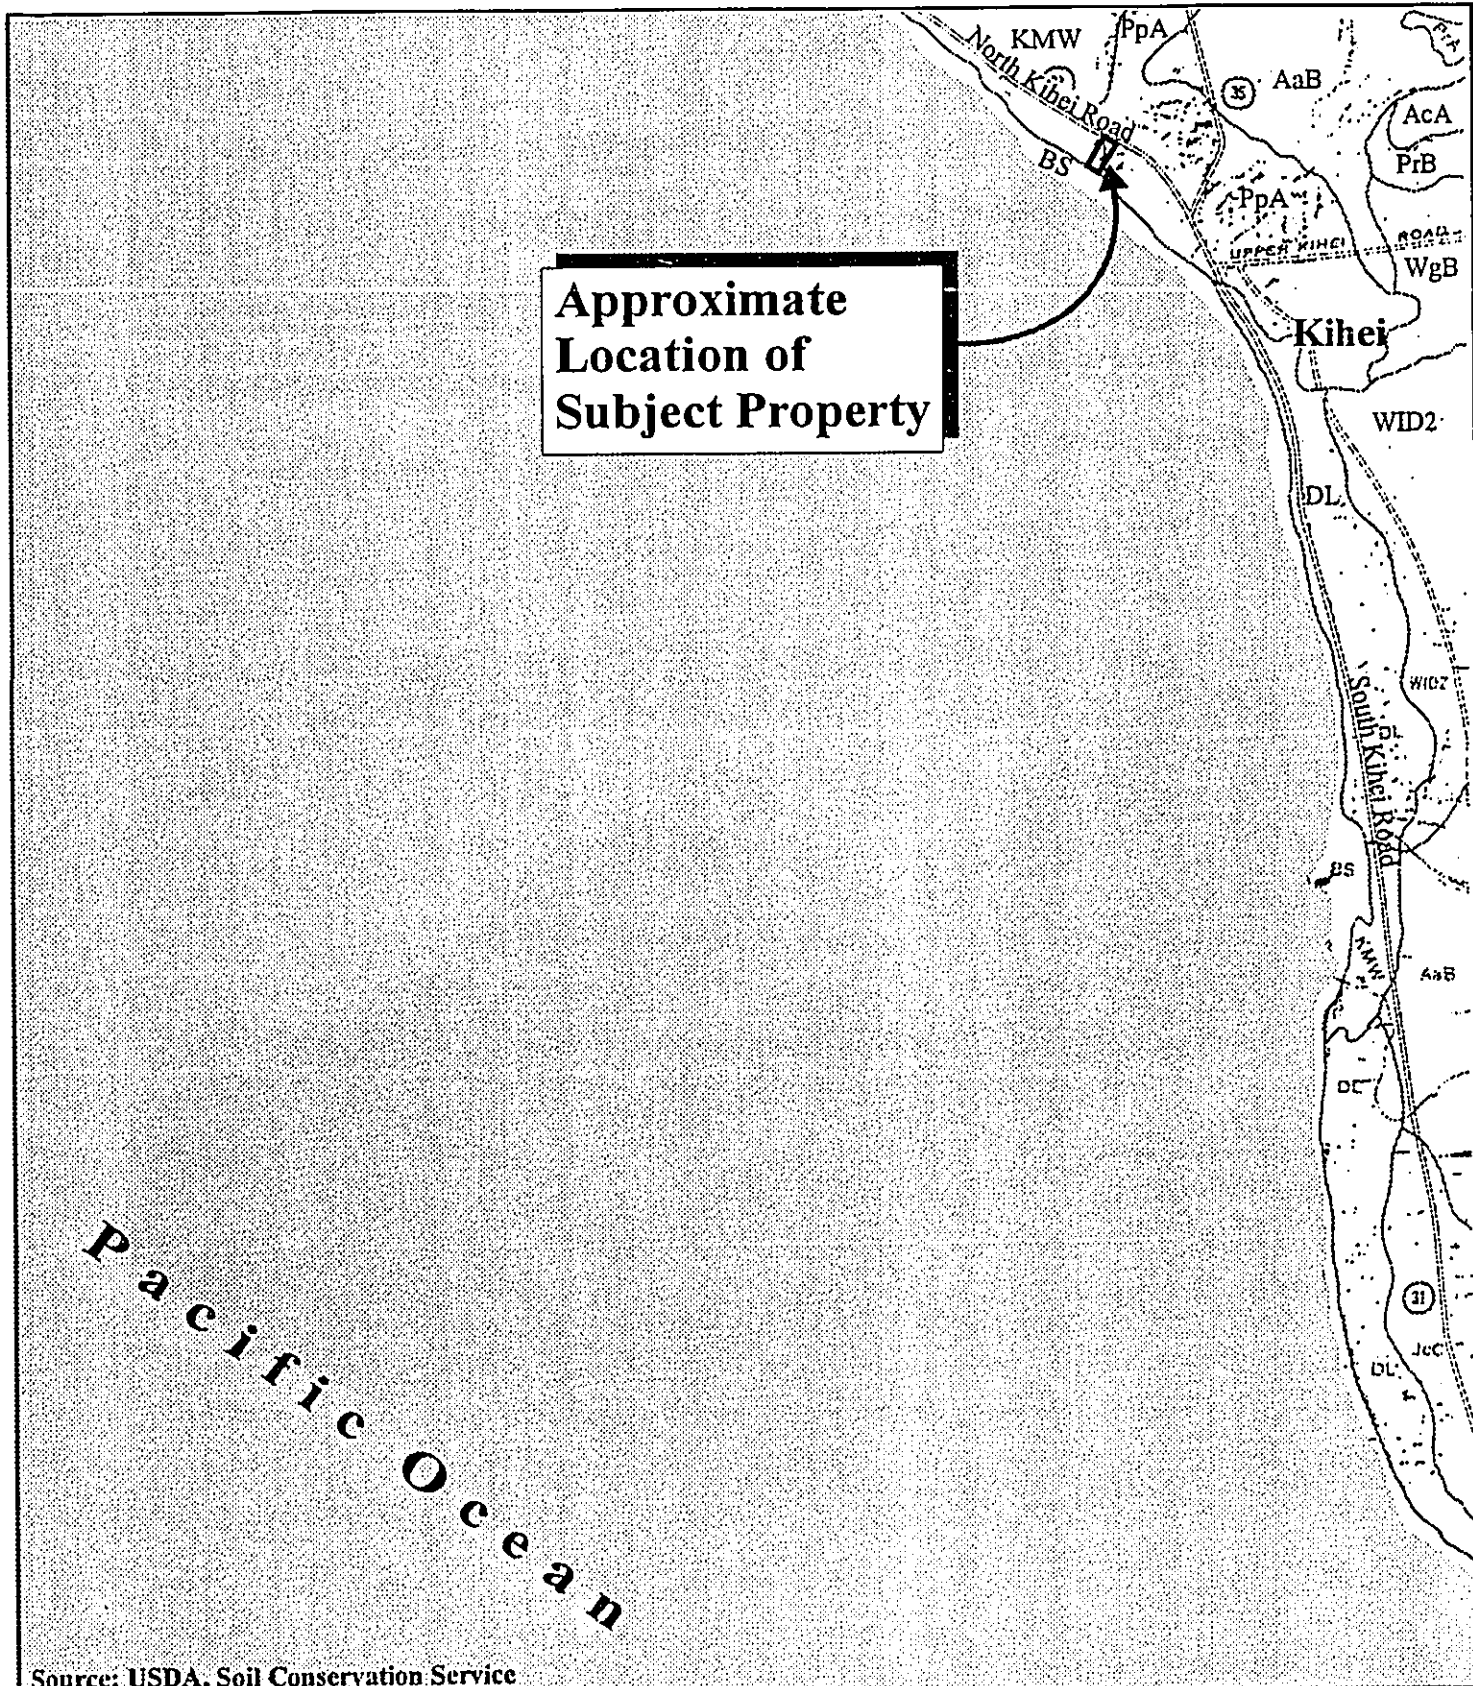 KMW
PpA
PrA
North Kihei Road
35
AaB
AcA
BS
PrB
PpA
UPPER KIHEI ROAD
WgB
Approximate
Location of
Subject Property
Kihei
WID2
DL
WID2
South Kihei Road
DL
BS
KMW
AaB
DL
31
JcC
DL
Pacific Ocean
Source: USDA, Soil Conservation Service